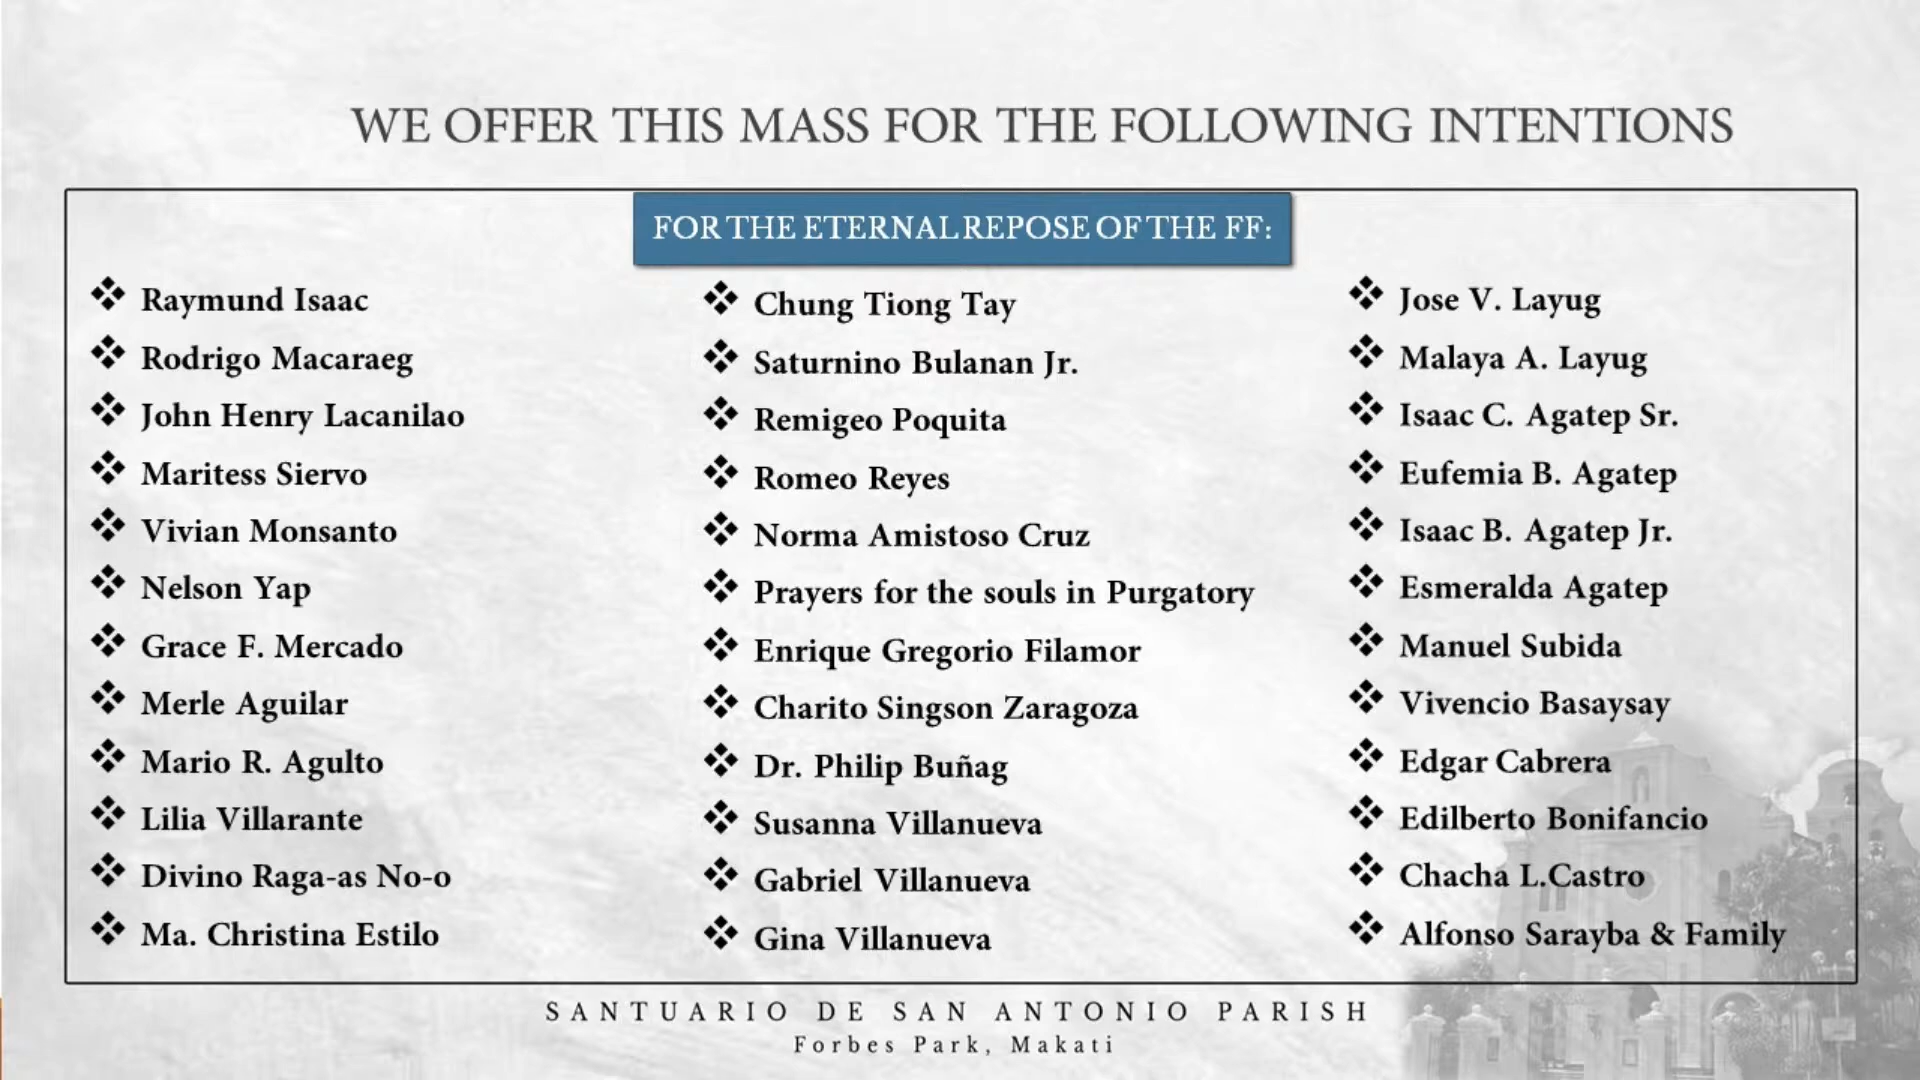 WE OFFER THIS MASS FOR THE FOLLOWING INTENTIONS
FOR THE ETERNAL REPOSE OF THE FF:
Raymund Isaac
Rodrigo Macaraeg
John Henry Lacanilao
Maritess Siervo
Vivian Monsanto
Nelson Yap
Grace F. Mercado
Merle Aguilar
Mario R. Agulto
Lilia Villarante
Divino Raga-as No-o
Ma. Christina Estilo
Chung Tiong Tay
Saturnino Bulanan Jr.
Remigeo Poquita
Romeo Reyes
Norma Amistoso Cruz
Prayers for the souls in Purgatory
Enrique Gregorio Filamor
Charito Singson Zaragoza
Dr. Philip Buñag
Susanna Villanueva
Gabriel Villanueva
Gina Villanueva
Jose V. Layug
Malaya A. Layug
Isaac C. Agatep Sr.
Eufemia B. Agatep
Isaac B. Agatep Jr.
Esmeralda Agatep
Manuel Subida
Vivencio Basaysay
Edgar Cabrera
Edilberto Bonifancio
Chacha L.Castro
Alfonso Sarayba & Family
SANTUARIO DE SAN ANTONIO PARISH
Forbes Park, Makati